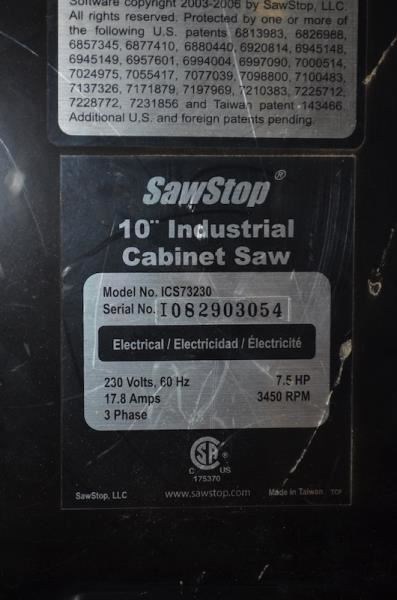 Software copyright 2003-2006 by SawStop, LLC.
All rights reserved. Protected by one or more of
the following U.S. patents 6813983, 6826988,
6857345, 6877410, 6880440, 6920814, 6945148,
6945149, 6957601, 6994004, 6997090, 7000514,
7024975, 7055417, 7077039, 7098800, 7100483,
7137326, 7171879, 7197969, 7210383, 7225712,
7228772, 7231856 and Taiwan patent 143466.
Additional U.S. and foreign patents pending.
SawStop®
10" Industrial
Cabinet Saw
Model No. ICS73230
Serial No. I082903054
Electrical / Electricidad / Électricité
230 Volts, 60 Hz 7.5 HP
17.8 Amps 3450 RPM
3 Phase
C SA US
175370
SawStop, LLC www.sawstop.com Made in Taiwan TCP